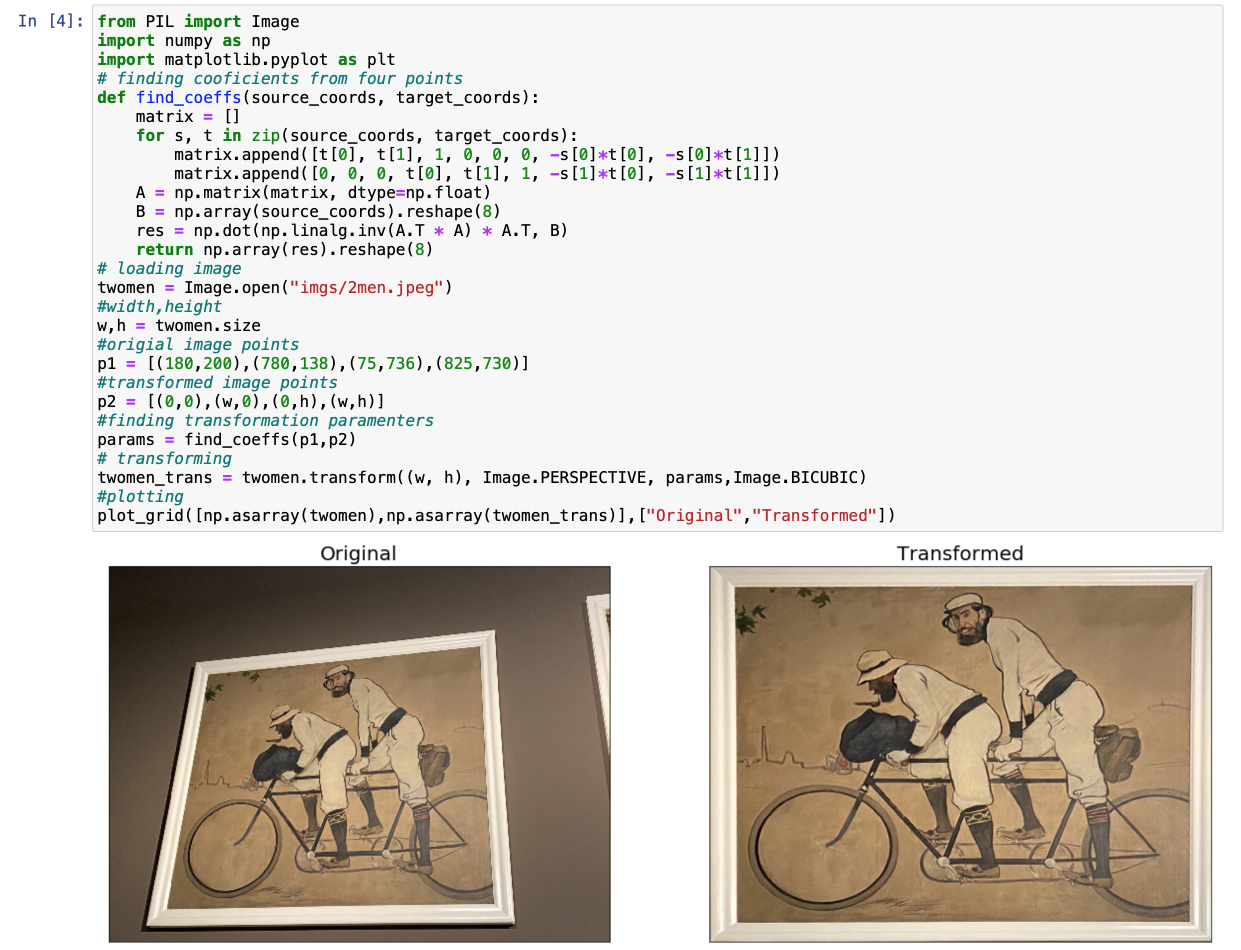 In [4]:
from PIL import Image
import numpy as np
import matplotlib.pyplot as plt
# finding cooficients from four points
def find_coeffs(source_coords, target_coords):
    matrix = []
    for s, t in zip(source_coords, target_coords):
        matrix.append([t[0], t[1], 1, 0, 0, 0, -s[0]*t[0], -s[0]*t[1]])
        matrix.append([0, 0, 0, t[0], t[1], 1, -s[1]*t[0], -s[1]*t[1]])
    A = np.matrix(matrix, dtype=np.float)
    B = np.array(source_coords).reshape(8)
    res = np.dot(np.linalg.inv(A.T * A) * A.T, B)
    return np.array(res).reshape(8)
# loading image
twomen = Image.open("imgs/2men.jpeg")
#width,height
w,h = twomen.size
#origial image points
p1 = [(180,200),(780,138),(75,736),(825,730)]
#transformed image points
p2 = [(0,0),(w,0),(0,h),(w,h)]
#finding transformation paramenters
params = find_coeffs(p1,p2)
# transforming
twomen_trans = twomen.transform((w, h), Image.PERSPECTIVE, params,Image.BICUBIC)
#plotting
plot_grid([np.asarray(twomen),np.asarray(twomen_trans)],["Original","Transformed"])
Original
Transformed